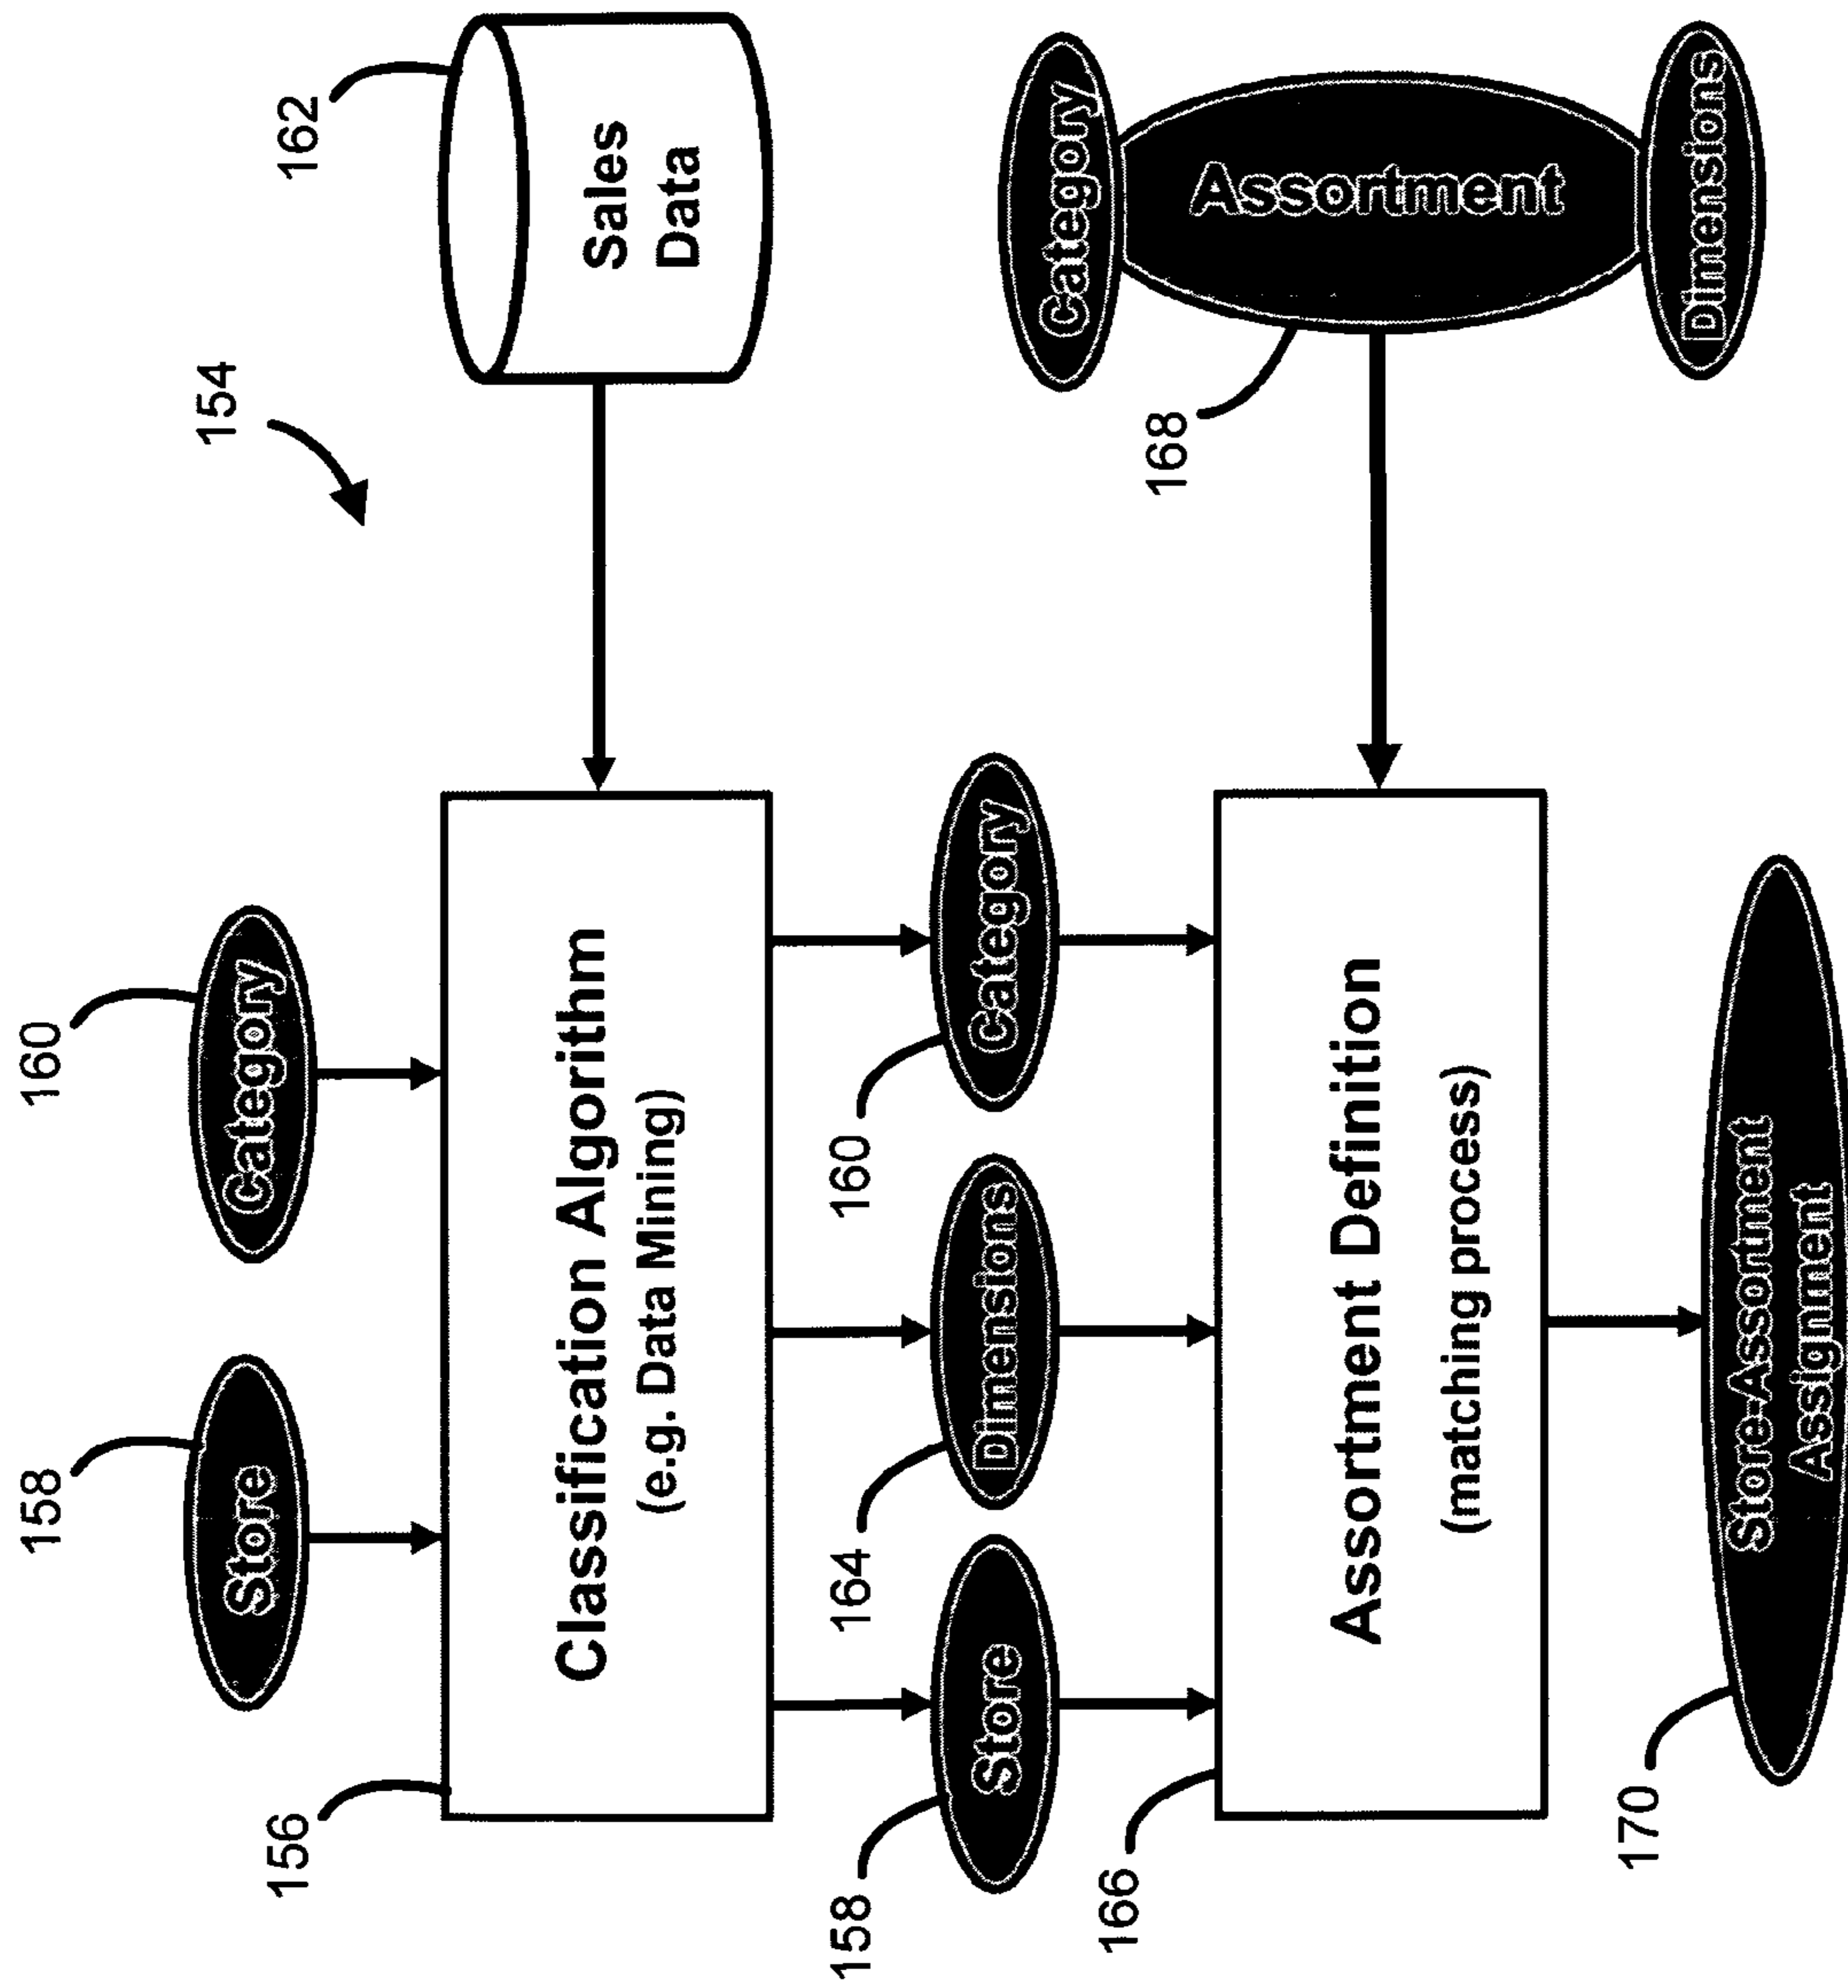 154
158
160
Store
Category
156
162
Classification Algorithm
(e.g. Data Mining)
Sales
Data
158
164
160
Store
Dimensions
Category
166
168
Category
Assortment Definition
(matching process)
Assortment
Dimensions
170
Store-Assortment
Assignment